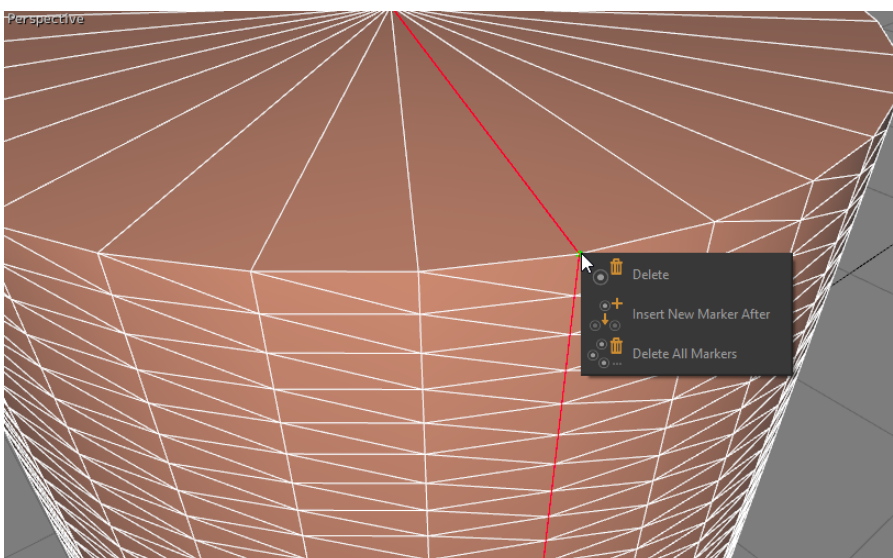 Perspective
Delete
Insert New Marker After
Delete All Markers